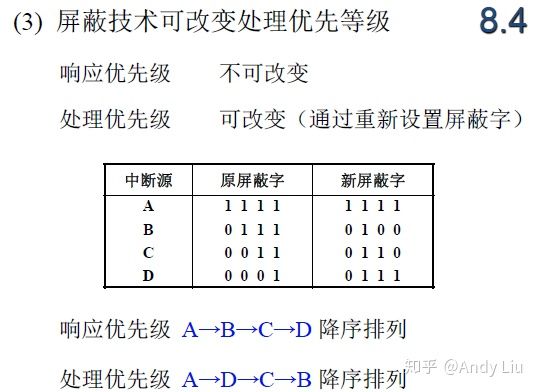 (3) 屏蔽技术可改变处理优先等级 8.4
响应优先级 不可改变
处理优先级 可改变（通过重新设置屏蔽字）
中断源 原屏蔽字 新屏蔽字
A 1 1 1 1 1 1 1 1
B 0 1 1 1 0 1 0 0
C 0 0 1 1 0 1 1 0
D 0 0 0 1 0 1 1 1
响应优先级 A→B→C→D 降序排列
处理优先级 A→D→C→B 降序排列
知乎 @Andy Liu